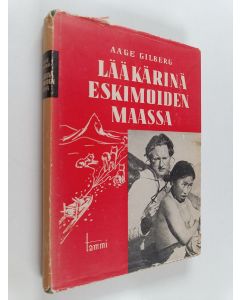 AAGE GILBERG
LÄÄKÄRINÄ
ESKIMOIDEN
MAASSA
tammi